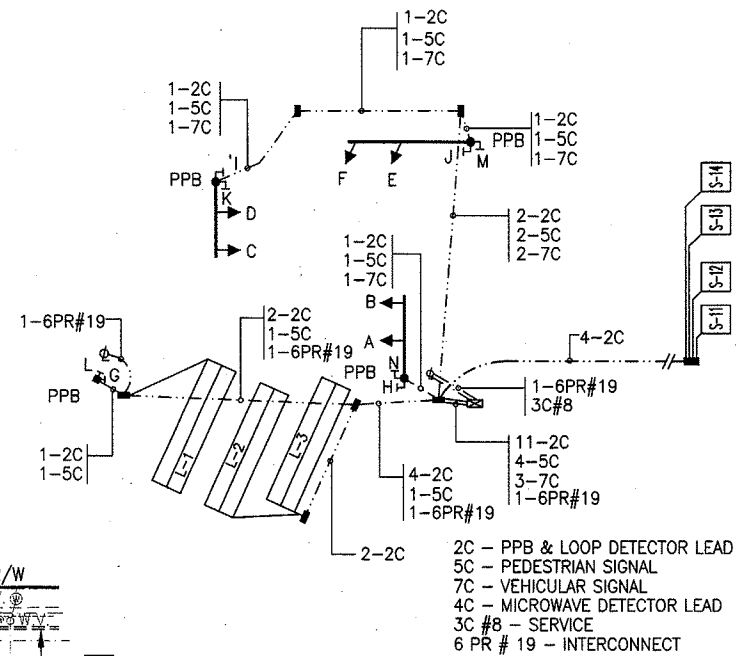 1-2C
1-5C
1-7C
1-2C
1-5C
1-7C
1-2C
PPB 1-5C
1-7C
J
M
F E
I
PPB
K
D
C
2-2C
2-5C
2-7C
S-14
S-13
S-12
S-11
1-2C
1-5C
1-7C
B
A
4-2C
1-6PR#19
2-2C
1-5C
1-6PR#19
L
G
PPB
PPB
N
H
L-1
L-2
L-3
1-6PR#19
3C#8
1-2C
1-5C
4-2C
1-5C
1-6PR#19
11-2C
4-5C
3-7C
1-6PR#19
2-2C
2C - PPB & LOOP DETECTOR LEAD
5C - PEDESTRIAN SIGNAL
7C - VEHICULAR SIGNAL
4C - MICROWAVE DETECTOR LEAD
3C #8 - SERVICE
6 PR # 19 - INTERCONNECT
/W